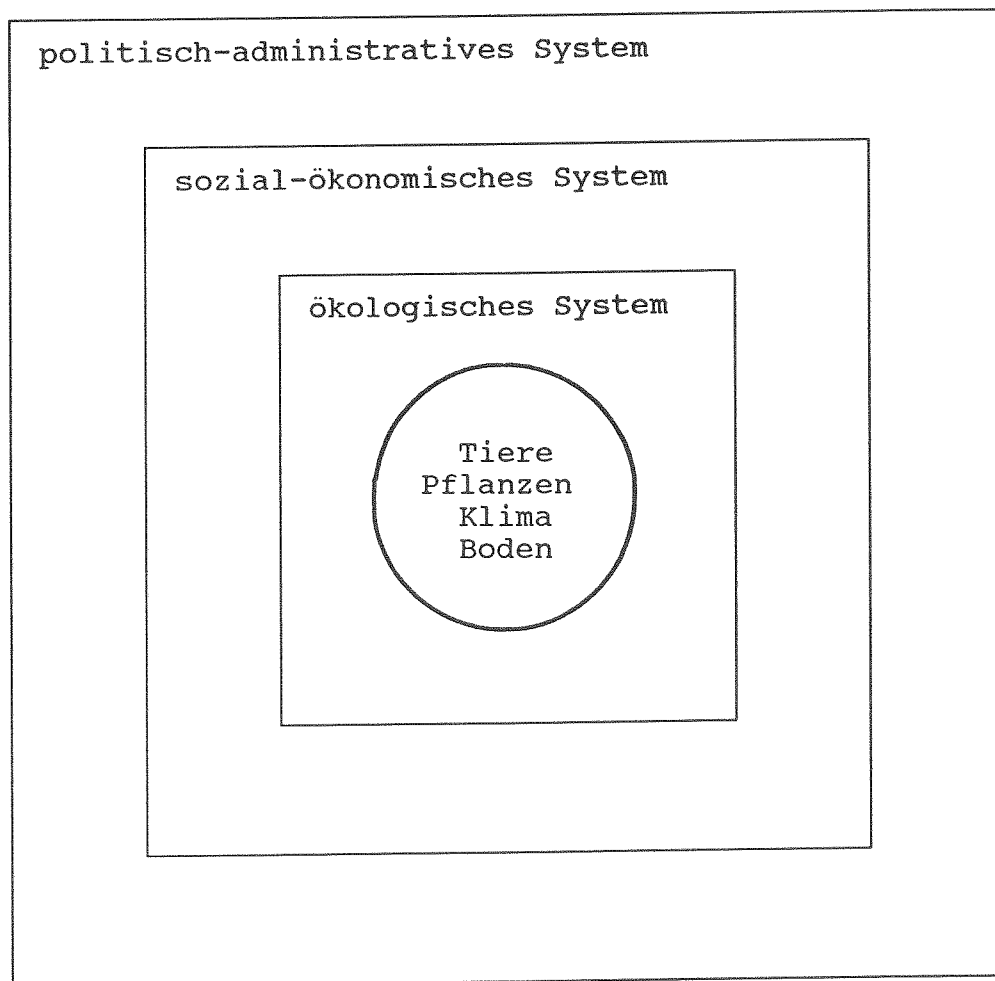 politisch-administratives System
sozial-ökonomisches System
ökologisches System
Tiere
Pflanzen
Klima
Boden